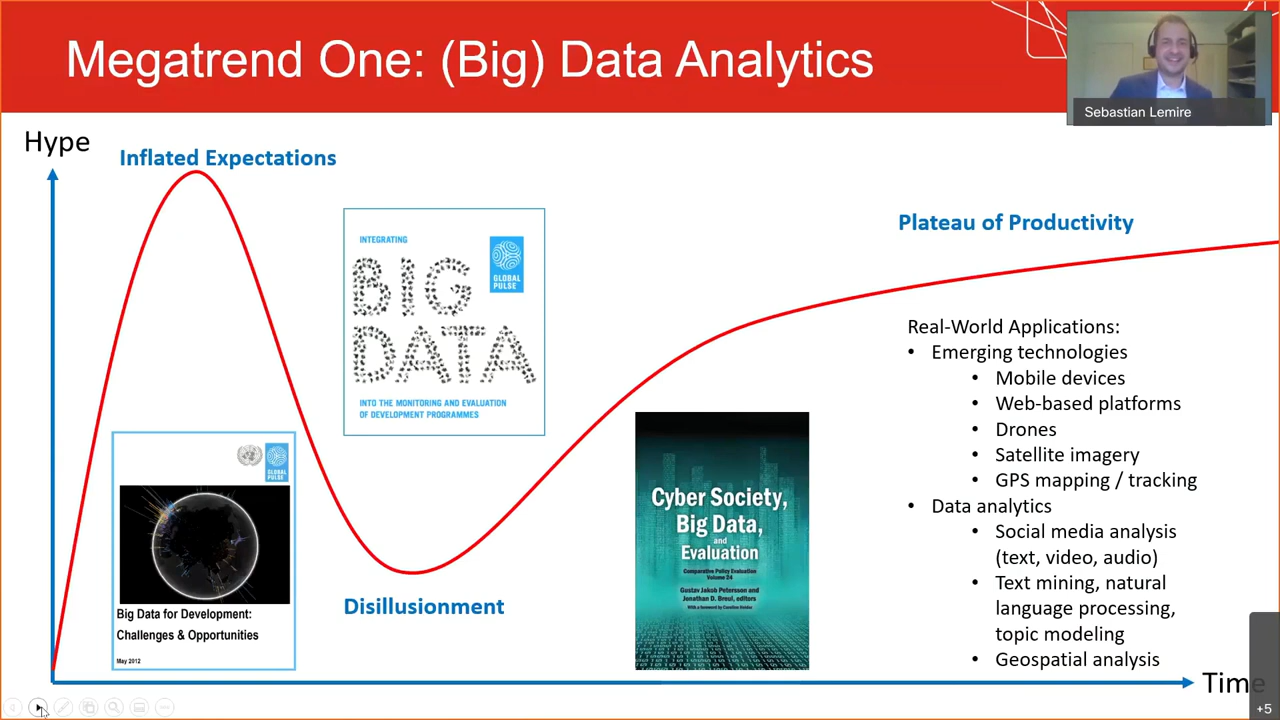 Megatrend One: (Big) Data Analytics
Sebastian Lemire
Hype
Inflated Expectations
Plateau of Productivity
INTEGRATING
BIG
DATA
GLOBAL
PULSE
INTO THE MONITORING AND EVALUATION
OF DEVELOPMENT PROGRAMMES
GLOBAL
PULSE
Big Data for Development:
Challenges & Opportunities
May 2012
Disillusionment
Cyber Society,
Big Data,
and
Evaluation
Comparative Policy Evaluation
Volume 24
Gustav Jakob Petersson and
Jonathan D. Breul, editors
Real-World Applications:
• Emerging technologies
• Mobile devices
• Web-based platforms
• Drones
• Satellite imagery
• GPS mapping / tracking
• Data analytics
• Social media analysis
(text, video, audio)
• Text mining, natural
language processing,
topic modeling
• Geospatial analysis
Time
+5